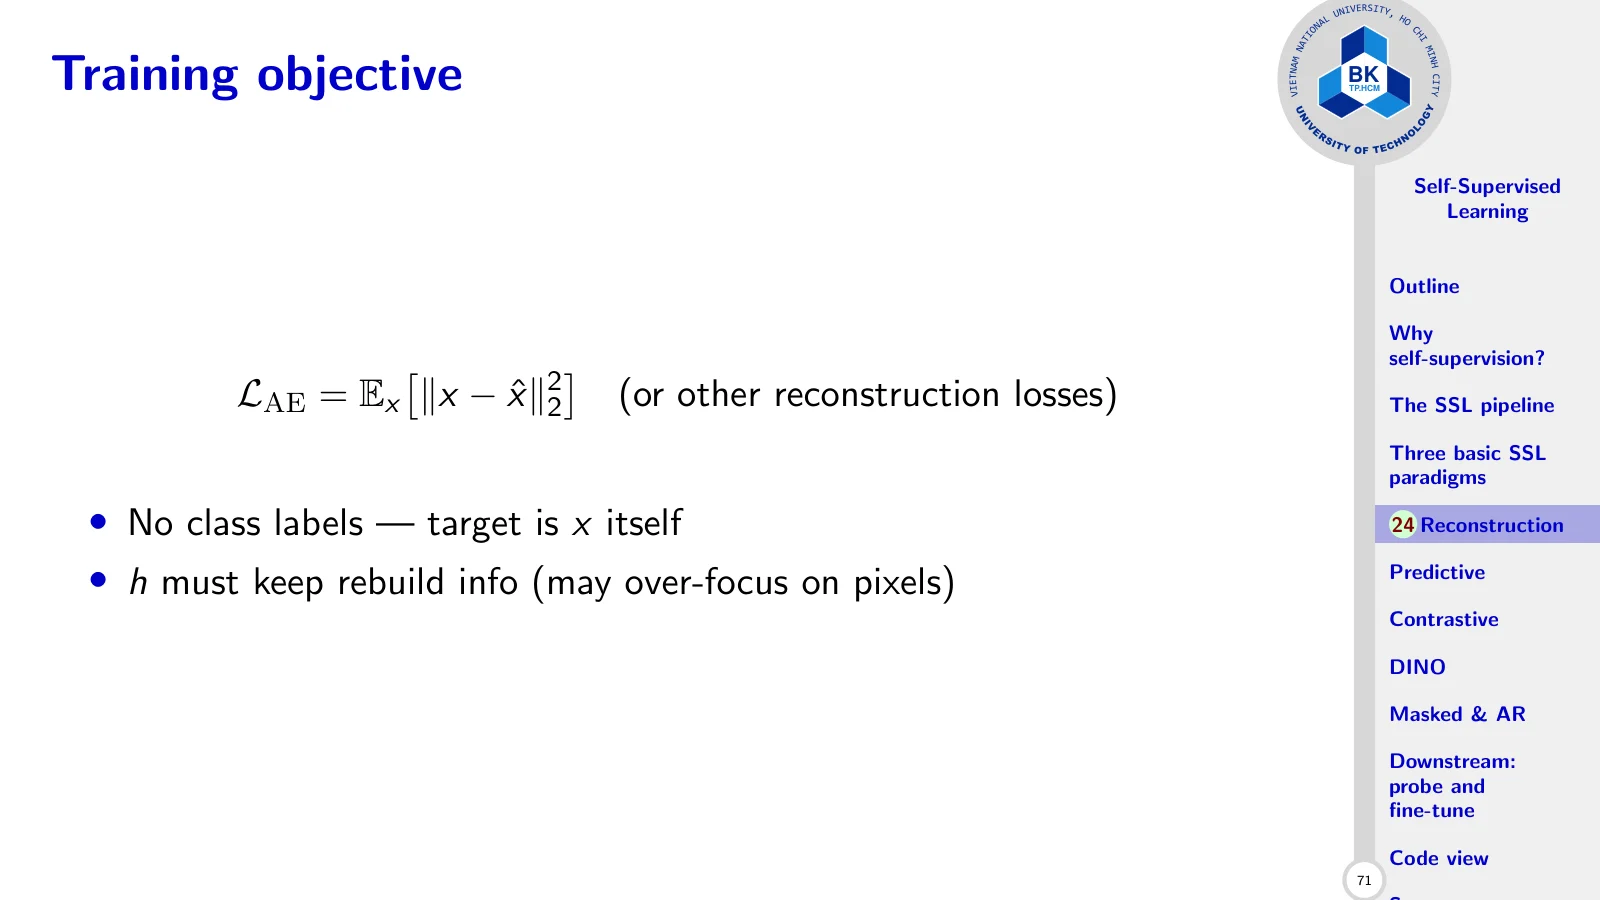 Training objective
ℒ_AE = 𝔼_x[‖x − x̂‖₂²] (or other reconstruction losses)
• No class labels — target is x itself
• h must keep rebuild info (may over-focus on pixels)
VIETNAM NATIONAL UNIVERSITY, HO CHI MINH CITY
BK
TP.HCM
UNIVERSITY OF TECHNOLOGY
Self-Supervised
Learning
Outline
Why
self-supervision?
The SSL pipeline
Three basic SSL
paradigms
24 Reconstruction
Predictive
Contrastive
DINO
Masked & AR
Downstream:
probe and
fine-tune
Code view
71